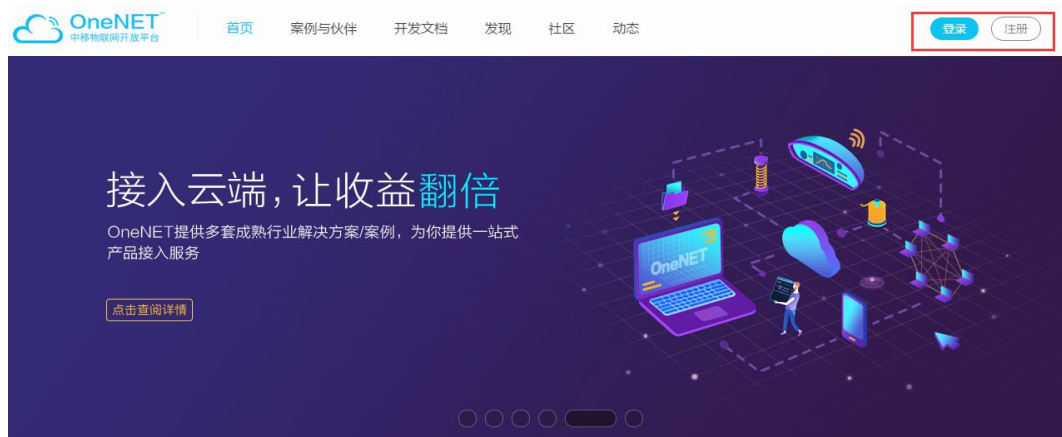 OneNET™
中移物联网开放平台
首页 案例与伙伴 开发文档 发现 社区 动态 登录 注册
接入云端，让收益翻倍
OneNET提供多套成熟行业解决方案/案例，为你提供一站式
产品接入服务
点击查阅详情
OneNET